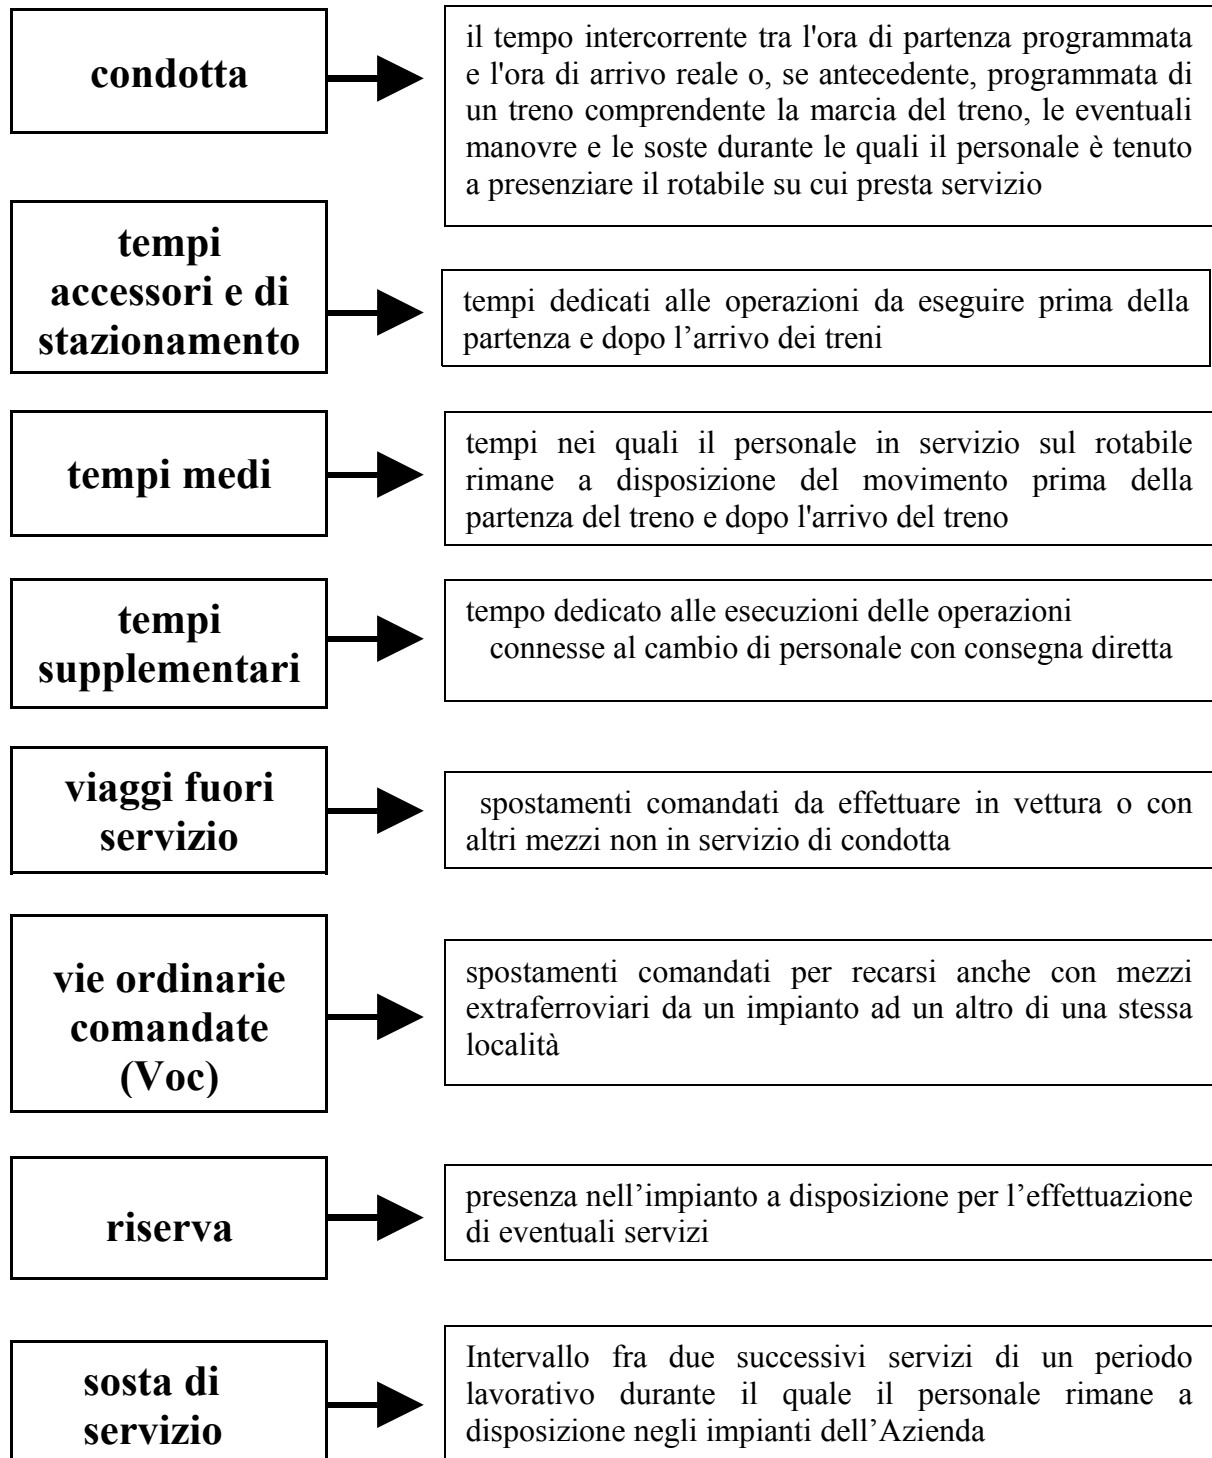 condotta
il tempo intercorrente tra l'ora di partenza programmata
e l'ora di arrivo reale o, se antecedente, programmata di
un treno comprendente la marcia del treno, le eventuali
manovre e le soste durante le quali il personale è tenuto
a presenziare il rotabile su cui presta servizio
tempi
accessori e di
stazionamento
tempi dedicati alle operazioni da eseguire prima della
partenza e dopo l’arrivo dei treni
tempi medi
tempi nei quali il personale in servizio sul rotabile
rimane a disposizione del movimento prima della
partenza del treno e dopo l'arrivo del treno
tempi
supplementari
tempo dedicato alle esecuzioni delle operazioni
connesse al cambio di personale con consegna diretta
viaggi fuori
servizio
spostamenti comandati da effettuare in vettura o con
altri mezzi non in servizio di condotta
vie ordinarie
comandate
(Voc)
spostamenti comandati per recarsi anche con mezzi
extraferroviari da un impianto ad un altro di una stessa
località
riserva
presenza nell’impianto a disposizione per l’effettuazione
di eventuali servizi
sosta di
servizio
Intervallo fra due successivi servizi di un periodo
lavorativo durante il quale il personale rimane a
disposizione negli impianti dell’Azienda